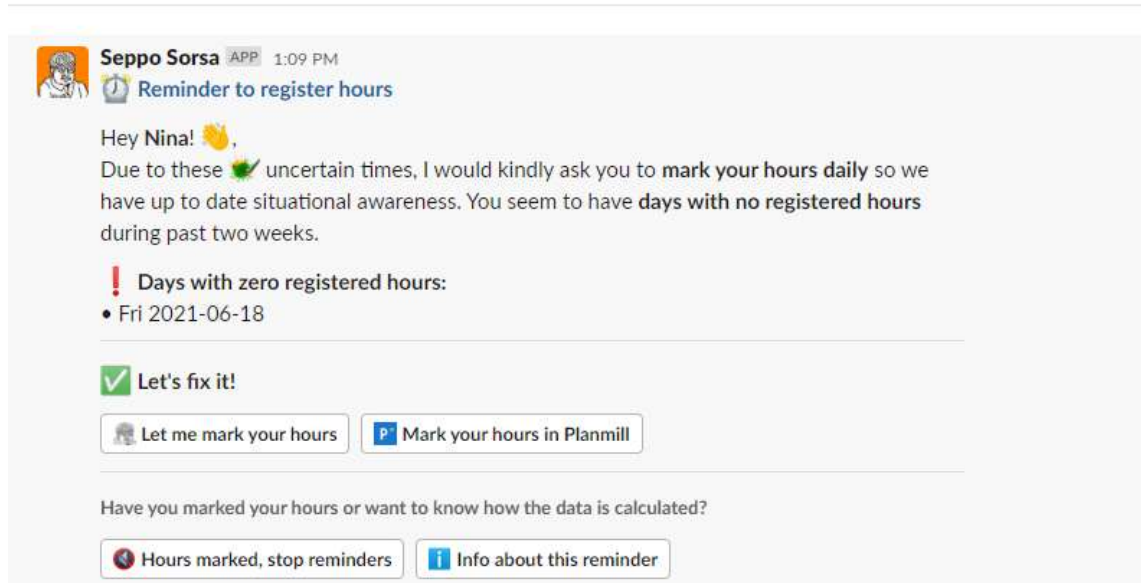 Seppo Sorsa APP 1:09 PM
Reminder to register hours
Hey Nina! 👋,
Due to these uncertain times, I would kindly ask you to mark your hours daily so we
have up to date situational awareness. You seem to have days with no registered hours
during past two weeks.
❗ Days with zero registered hours:
• Fri 2021-06-18
✅ Let's fix it!
Let me mark your hours
P Mark your hours in Planmill
Have you marked your hours or want to know how the data is calculated?
Hours marked, stop reminders
ℹ️ Info about this reminder